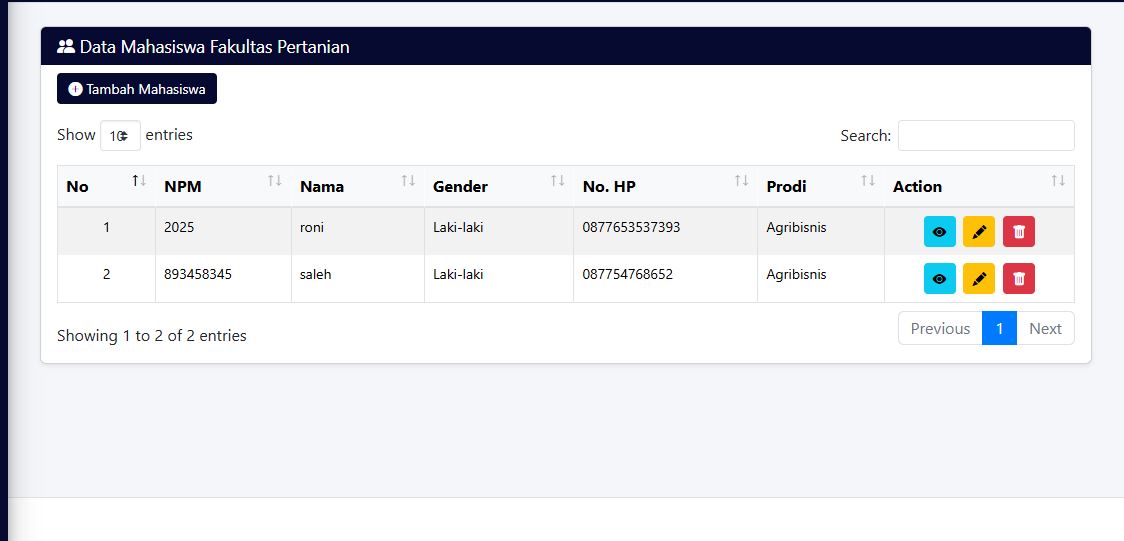 Data Mahasiswa Fakultas Pertanian
Tambah Mahasiswa
Show 10 entries Search:
No NPM Nama Gender No. HP Prodi Action
1 2025 roni Laki-laki 0877653537393 Agribisnis
2 893458345 saleh Laki-laki 087754768652 Agribisnis
Showing 1 to 2 of 2 entries Previous 1 Next